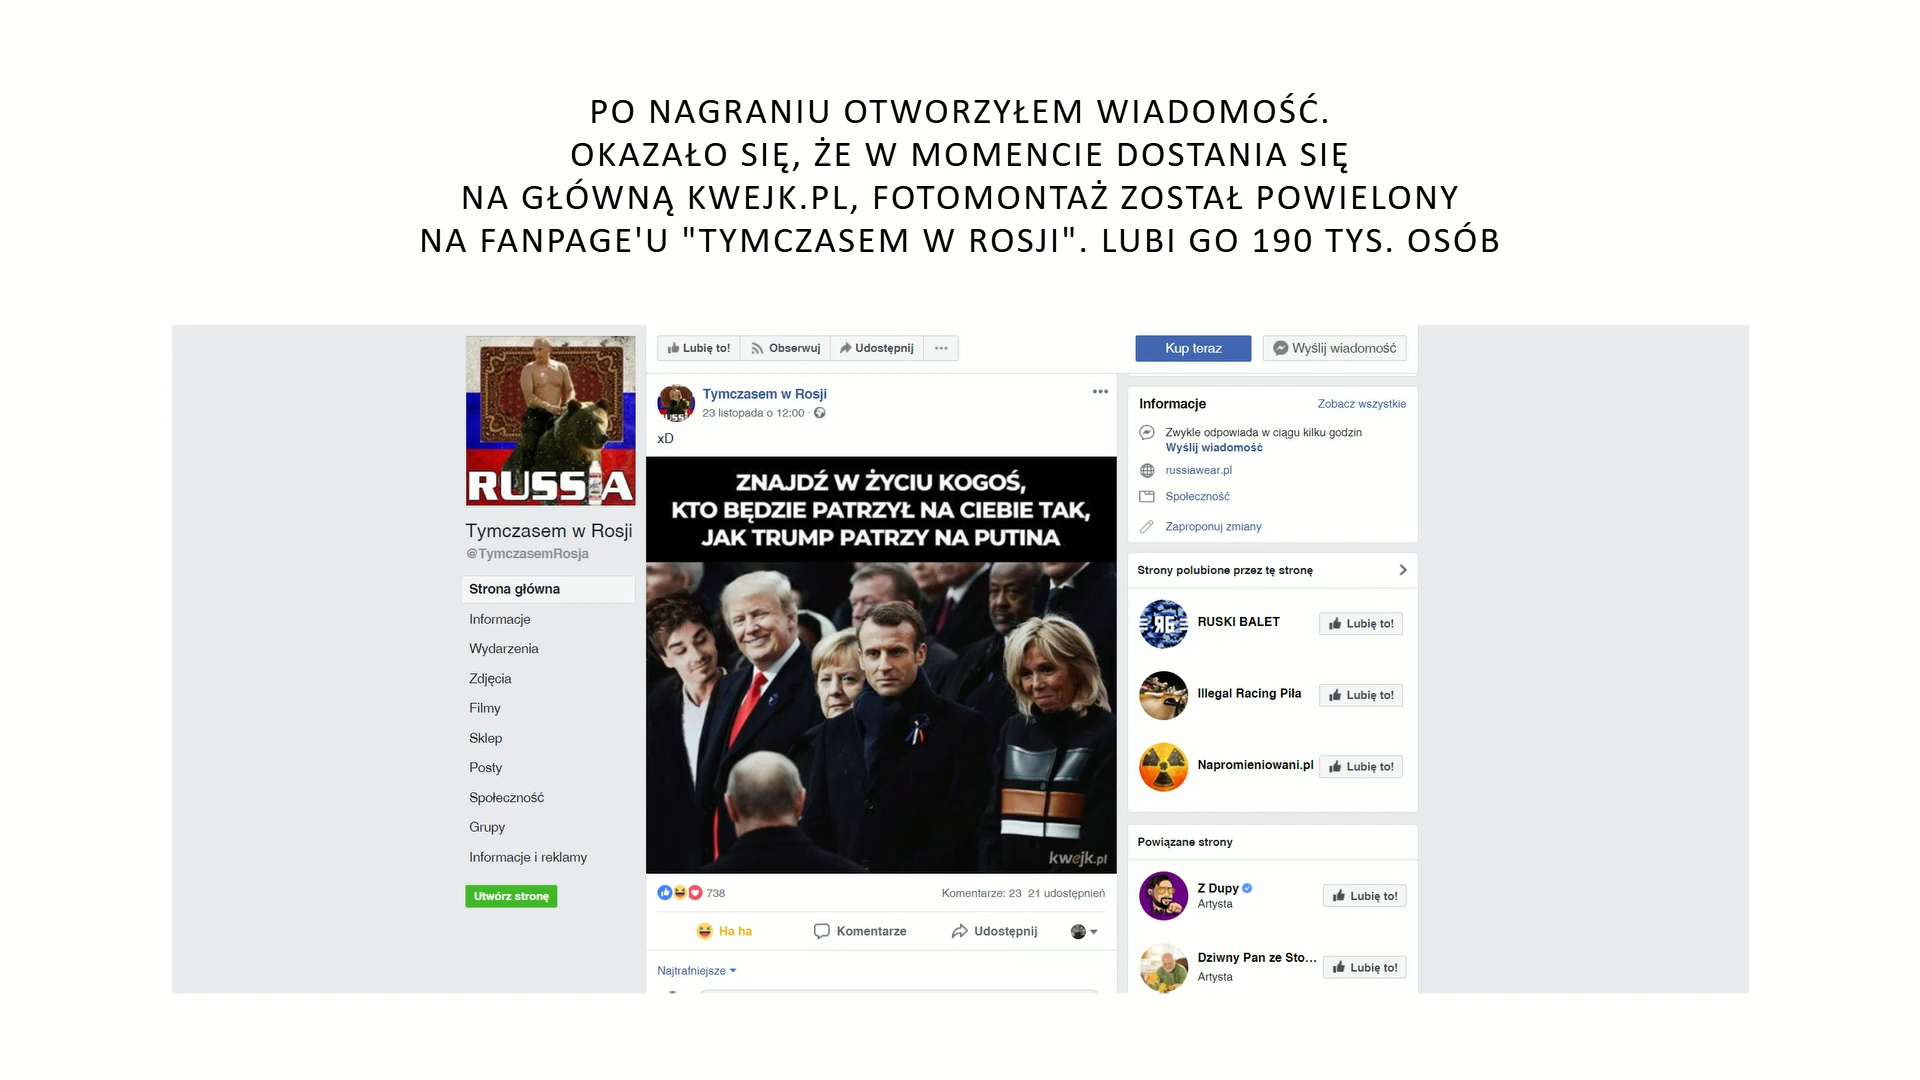 PO NAGRANIU OTWORZYŁEM WIADOMOŚĆ.
OKAZAŁO SIĘ, ŻE W MOMENCIE DOSTANIA SIĘ
NA GŁÓWNĄ KWEJK.PL, FOTOMONTAŻ ZOSTAŁ POWIELONY
NA FANPAGE'U "TYMCZASEM W ROSJI". LUBI GO 190 TYS. OSÓB
RUSSIA
Tymczasem w Rosji
@TymczasemRosja
Strona główna
Informacje
Wydarzenia
Zdjęcia
Filmy
Sklep
Posty
Społeczność
Grupy
Informacje i reklamy
Utwórz stronę
Lubię to! Obserwuj Udostępnij ...
Tymczasem w Rosji
23 listopada o 12:00 ·
xD
ZNAJDŹ W ŻYCIU KOGOŚ,
KTO BĘDZIE PATRZYŁ NA CIEBIE TAK,
JAK TRUMP PATRZY NA PUTINA
kwejk.pl
738 Komentarze: 23 21 udostępnień
Ha ha Komentarze Udostępnij
Najtrafniejsze
Kup teraz Wyślij wiadomość
Informacje Zobacz wszystkie
Zwykle odpowiada w ciągu kilku godzin
Wyślij wiadomość
russiawear.pl
Społeczność
Zaproponuj zmiany
Strony polubione przez tę stronę
RUSKI BALET Lubię to!
Illegal Racing Piła Lubię to!
Napromieniowani.pl Lubię to!
Powiązane strony
Z Dupy Lubię to!
Artysta
Dziwny Pan ze Sto... Lubię to!
Artysta